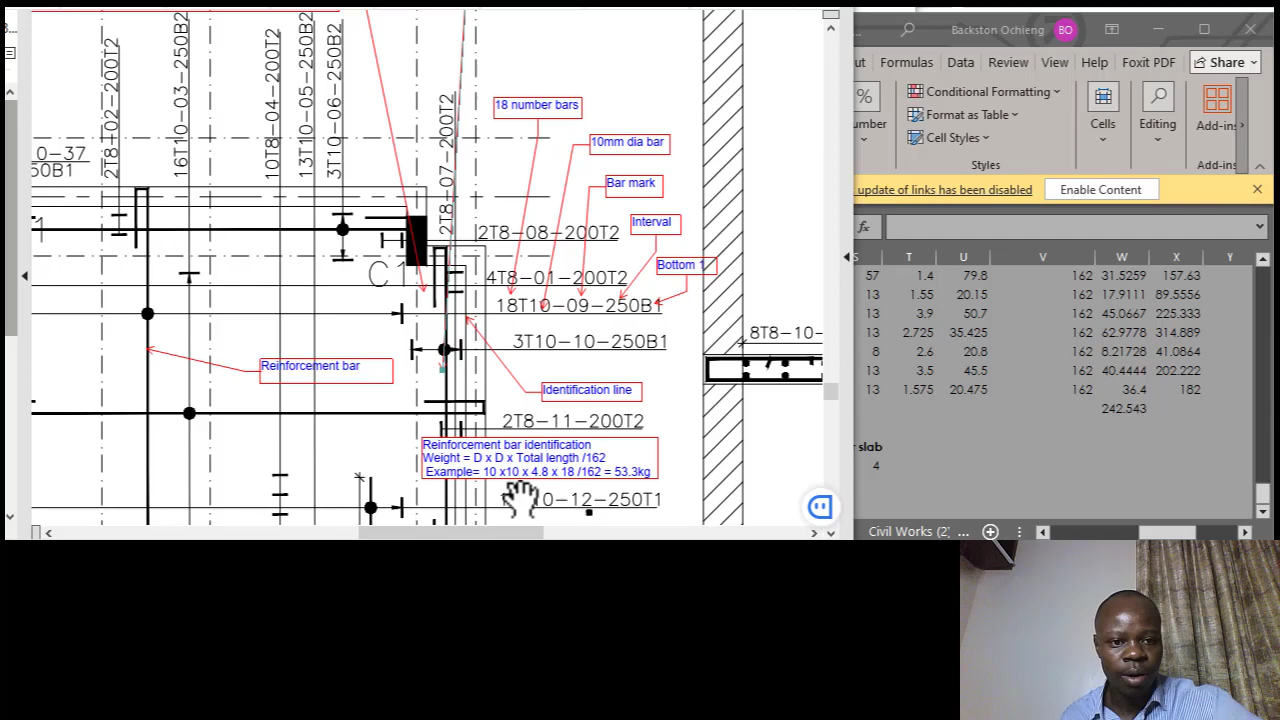 2T8-02-200T2
16T10-03-250B2
10T8-04-200T2
13T10-05-250B2
3T10-06-250B2
2T8-07-200T2
18 number bars
10mm dia bar
Bar mark
Interval
Bottom 1
0-37
50B1
2T8-08-200T2
C1
4T8-01-200T2
18T10-09-250B1
3T10-10-250B1
Reinforcement bar
Identification line
2T8-11-200T2
Reinforcement bar identification
Weight = D x D x Total length /162
Example= 10 x10 x 4.8 x 18 /162 = 53.3kg
0-12-250T1
8T8-10-
Backston Ochieng BO
ut Formulas Data Review View Help Foxit PDF Share
% Conditional Formatting
Format as Table
Cell Styles
umber
Cells
Editing
Add-ins
Styles
Add-ins
update of links has been disabled Enable Content
fx
S T U V W X Y
57 1.4 79.8 162 31.5259 157.63
13 1.55 20.15 162 17.9111 89.5556
13 3.9 50.7 162 45.0667 225.333
13 2.725 35.425 162 62.9778 314.889
8 2.6 20.8 162 8.21728 41.0864
13 3.5 45.5 162 40.4444 202.222
13 1.575 20.475 162 36.4 182
242.543
r slab
4
Civil Works (2) ...